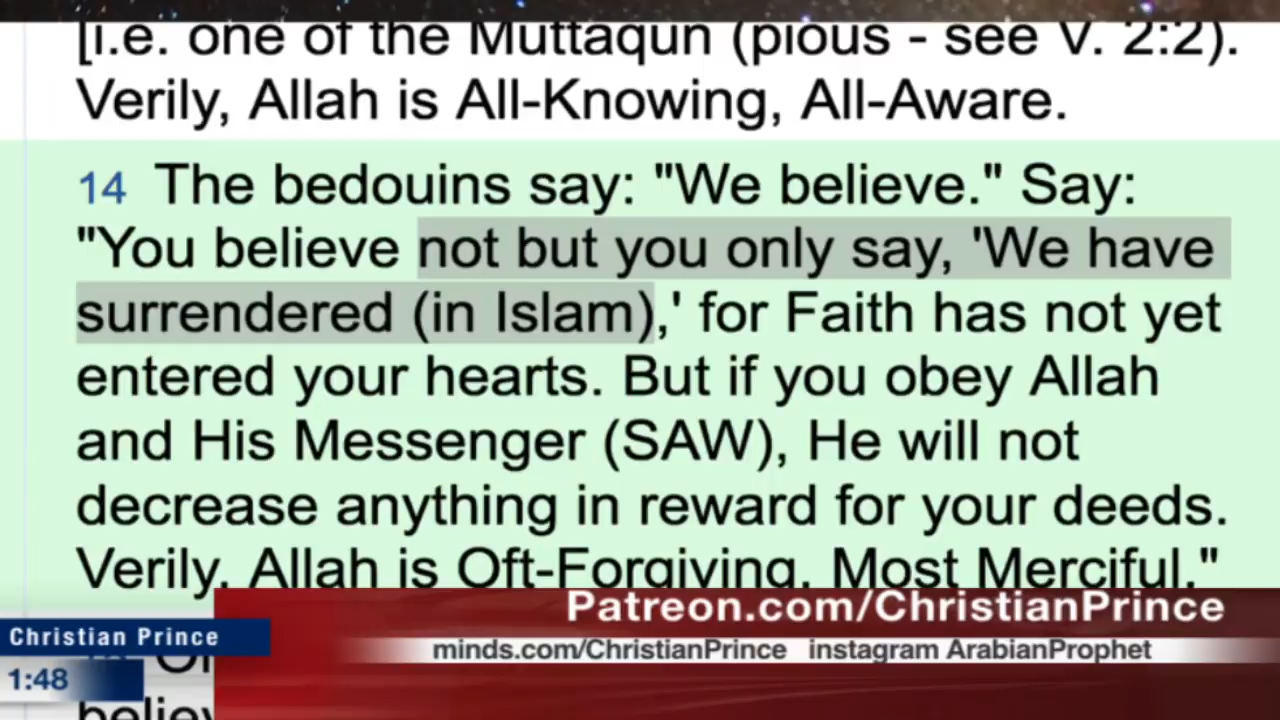 [i.e. one of the Muttaqun (pious - see V. 2:2).
Verily, Allah is All-Knowing, All-Aware.
14 The bedouins say: "We believe." Say:
"You believe not but you only say, 'We have
surrendered (in Islam),' for Faith has not yet
entered your hearts. But if you obey Allah
and His Messenger (SAW), He will not
decrease anything in reward for your deeds.
Verily, Allah is Oft-Forgiving, Most Merciful."
Patreon.com/ChristianPrince
Christian Prince
minds.com/ChristianPrince instagram ArabianProphet
1:48